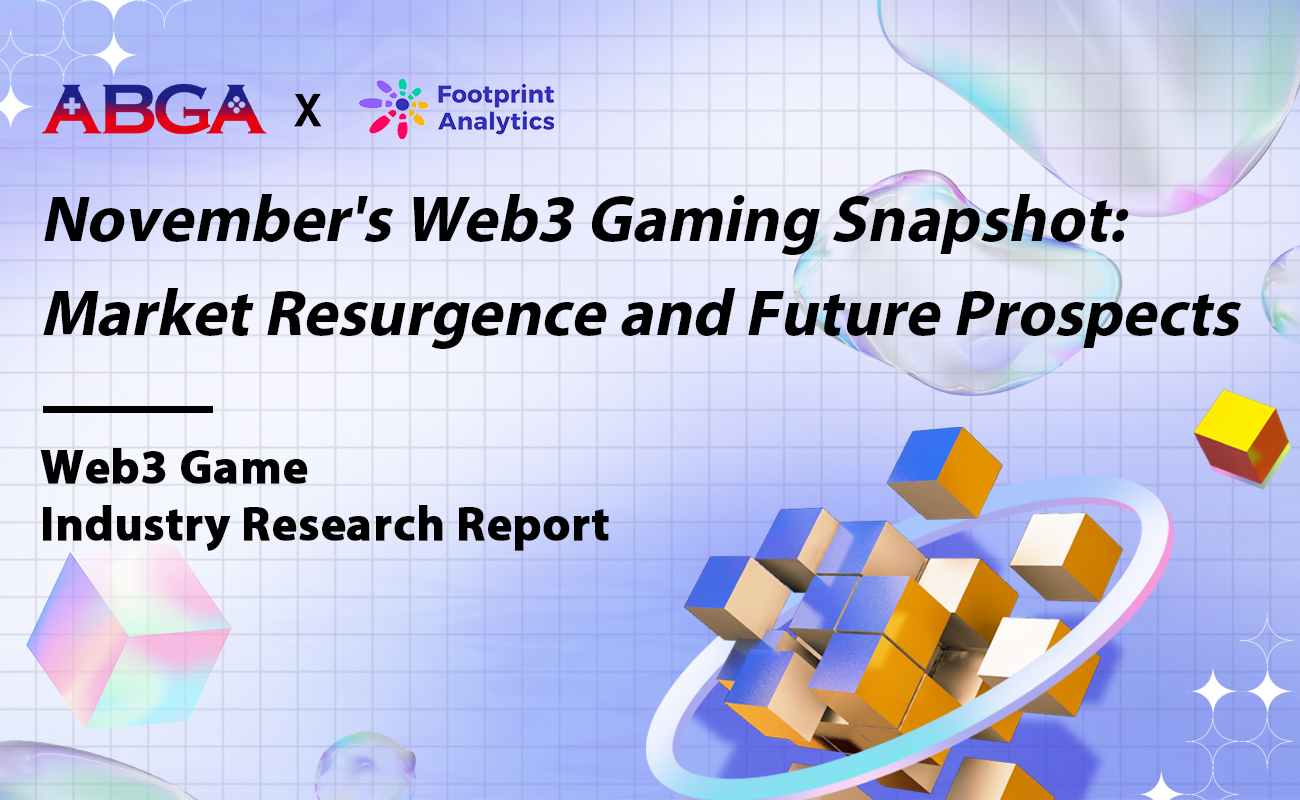 ABGA X Footprint
Analytics
November's Web3 Gaming Snapshot:
Market Resurgence and Future Prospects
Web3 Game
Industry Research Report